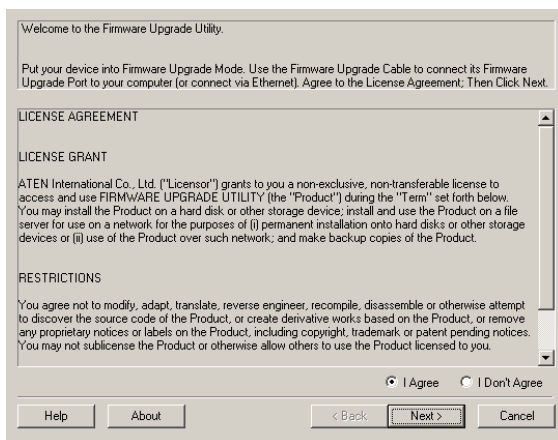 Welcome to the Firmware Upgrade Utility.
Put your device into Firmware Upgrade Mode. Use the Firmware Upgrade Cable to connect its Firmware
Upgrade Port to your computer (or connect via Ethernet). Agree to the License Agreement; Then Click Next.
LICENSE AGREEMENT
LICENSE GRANT
ATEN International Co., Ltd. ("Licensor") grants to you a non-exclusive, non-transferable license to
access and use FIRMWARE UPGRADE UTILITY (the "Product") during the "Term" set forth below.
You may install the Product on a hard disk or other storage device; install and use the Product on a file
server for use on a network for the purposes of (i) permanent installation onto hard disks or other storage
devices or (ii) use of the Product over such network; and make backup copies of the Product.
RESTRICTIONS
You agree not to modify, adapt, translate, reverse engineer, recompile, disassemble or otherwise attempt
to discover the source code of the Product, or create derivative works based on the Product, or remove
any proprietary notices or labels on the Product, including copyright, trademark or patent pending notices.
You may not sublicense the Product or otherwise allow others to use the Product licensed to you.
I Agree I Don't Agree
Help About < Back Next > Cancel